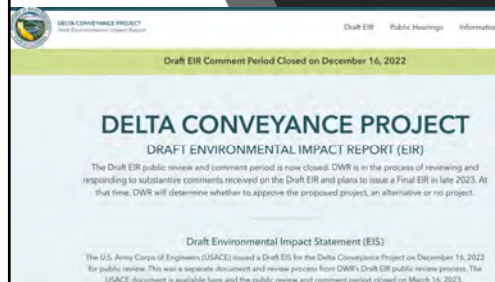 DELTA CONVEYANCE PROJECT
Draft Environmental Impact Report
Draft EIR Public Hearings Informatio
Draft EIR Comment Period Closed on December 16, 2022
DELTA CONVEYANCE PROJECT
DRAFT ENVIRONMENTAL IMPACT REPORT (EIR)
The Draft EIR public review and comment period is now closed. DWR is in the process of reviewing and
responding to substantive comments received on the Draft EIR and plans to issue a Final EIR in late 2023. At
that time, DWR will determine whether to approve the proposed project, an alternative or no project.
Draft Environmental Impact Statement (EIS)
The U.S. Army Corps of Engineers (USACE) issued a Draft EIS for the Delta Conveyance Project on December 16, 2022
for public review. This was a separate document and review process from DWR's Draft EIR public review process. The
USACE document is available here and the public review and comment period closed on March 16, 2023.